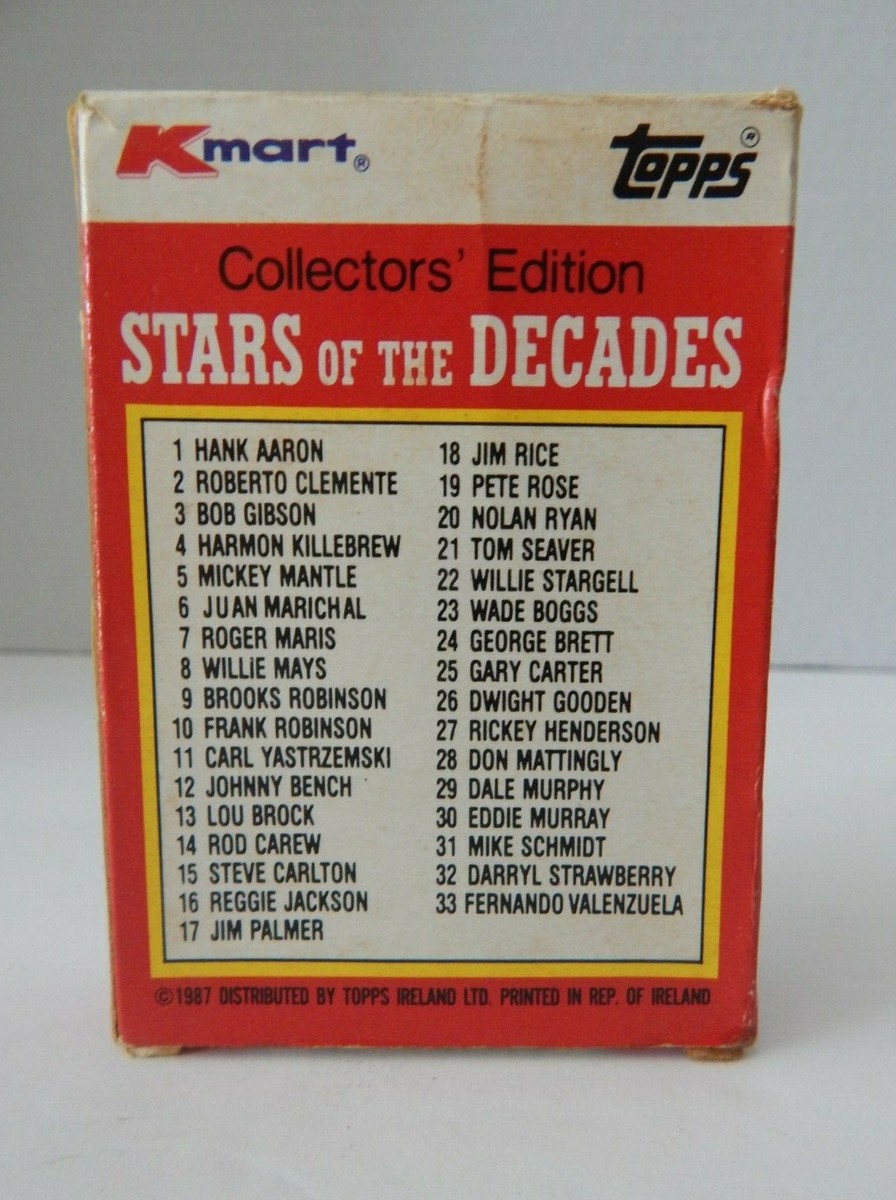 Kmart®
Topps®
Collectors' Edition
STARS OF THE DECADES
1 HANK AARON
2 ROBERTO CLEMENTE
3 BOB GIBSON
4 HARMON KILLEBREW
5 MICKEY MANTLE
6 JUAN MARICHAL
7 ROGER MARIS
8 WILLiE MAYS
9 BROOKS ROBINSON
10 FRANK ROBINSON
11 CARL YASTRZEMSKI
12 JOHNNY BENCH
13 LOU BROCK
14 ROD CAREW
15 STEVE CARLTON
16 REGGIE JACKSON
17 JIM PALMER
18 JIM RICE
19 PETE ROSE
20 NOLAN RYAN
21 TOM SEAVER
22 WILLIE STARGELL
23 WADE BOGGS
24 GEORGE BRETT
25 GARY CARTER
26 DWIGHT GOODEN
27 RICKEY HENDERSON
28 DON MATTINGLY
29 DALE MURPHY
30 EDDIE MURRAY
31 MIKE SCHMIDT
32 DARRYL STRAWBERRY
33 FERNANDO VALENZUELA
©1987 DISTRIBUTED BY TOPPS IRELAND LTD. PRINTED IN REP. OF IRELAND